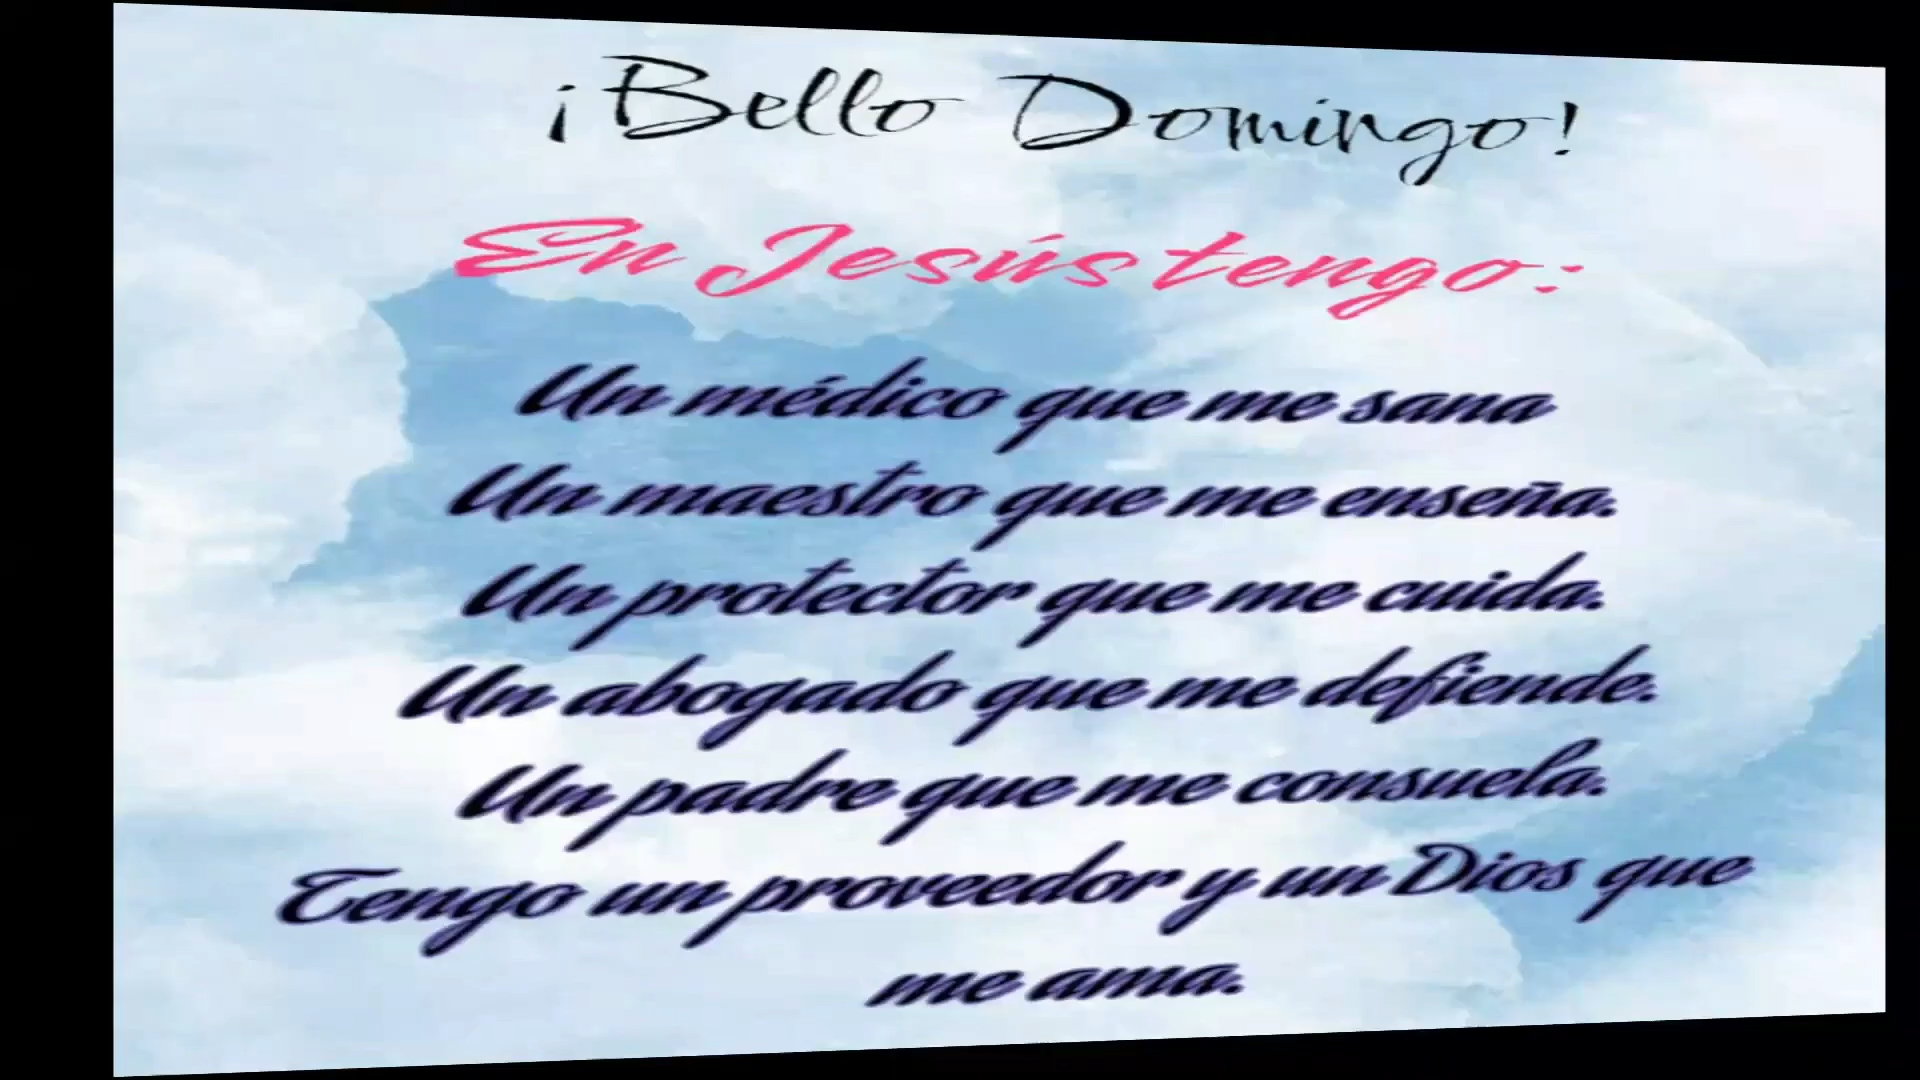 ¡Bello Domingo!
En Jesús tengo:
Un médico que me sana
Un maestro que me enseña.
Un protector que me cuida.
Un abogado que me defiende.
Un padre que me consuela.
Tengo un proveedor y un Dios que
me ama.